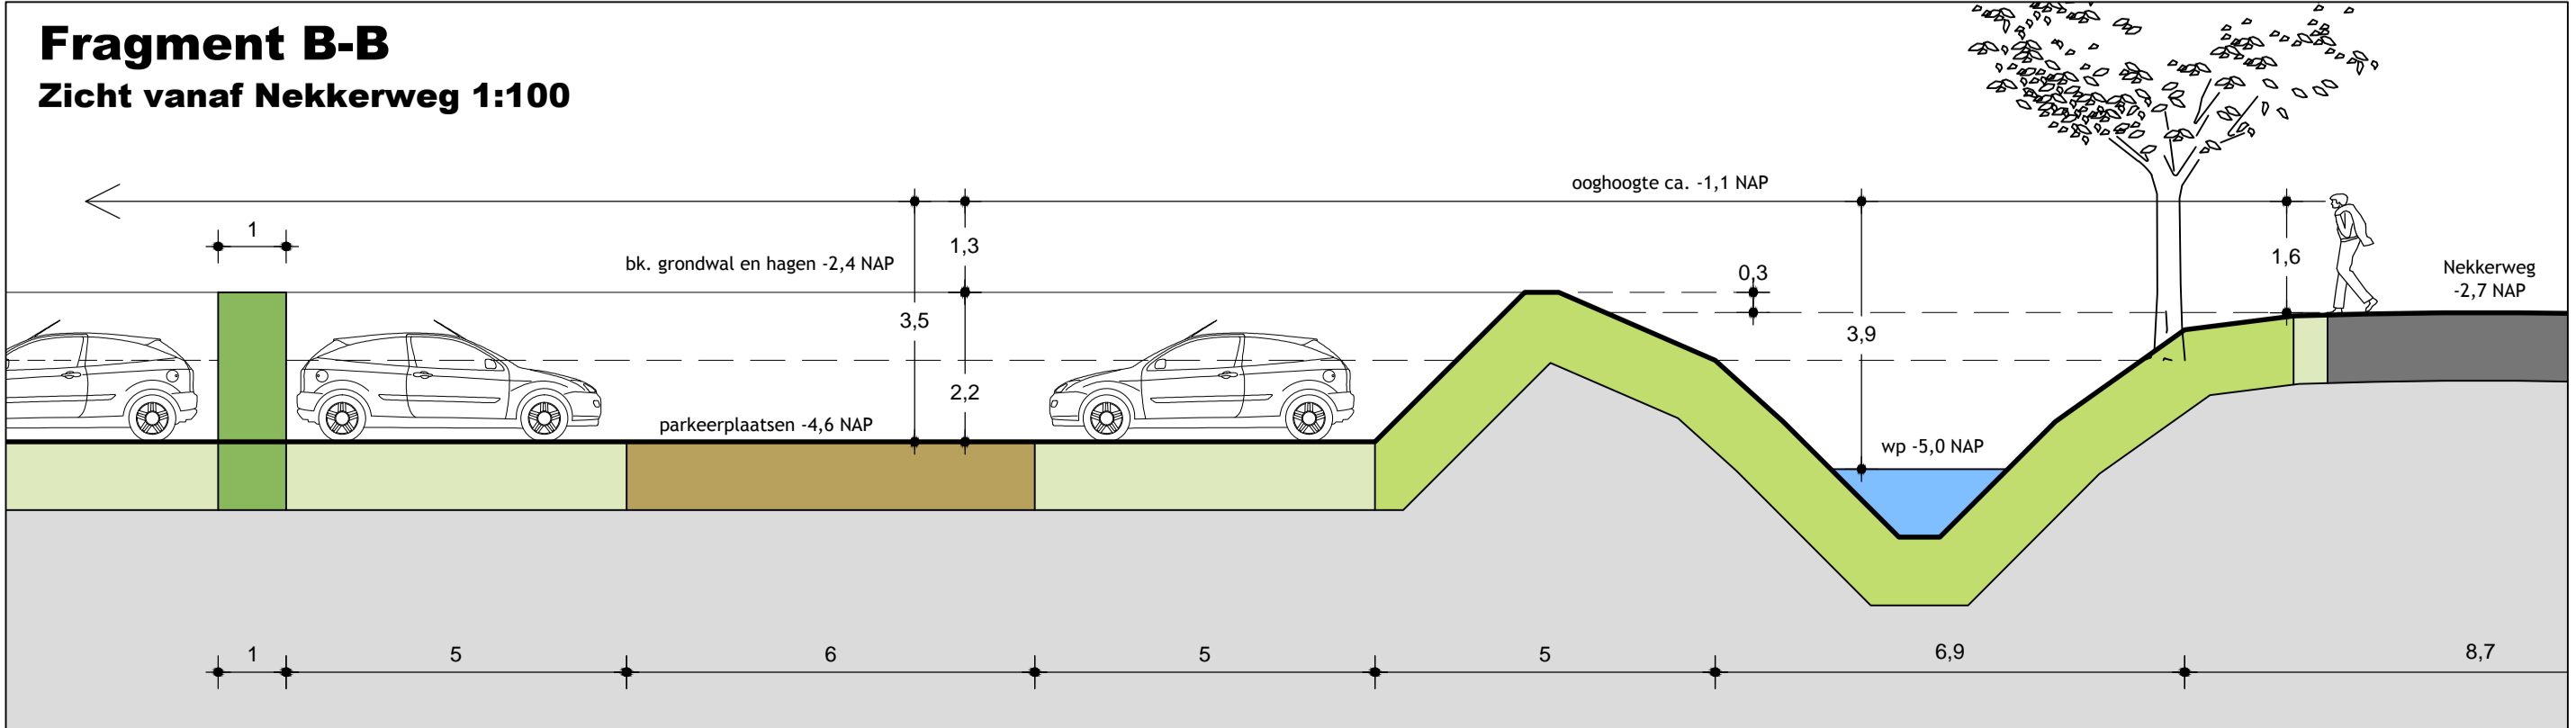 Fragment B-B
Zicht vanaf Nekkerweg 1:100
ooghoogte ca. -1,1 NAP
1
1,3
bk. grondwal en hagen -2,4 NAP
0,3
1,6
Nekkerweg
-2,7 NAP
3,5
3,9
2,2
parkeerplaatsen -4,6 NAP
wp -5,0 NAP
1
5
6
5
5
6,9
8,7